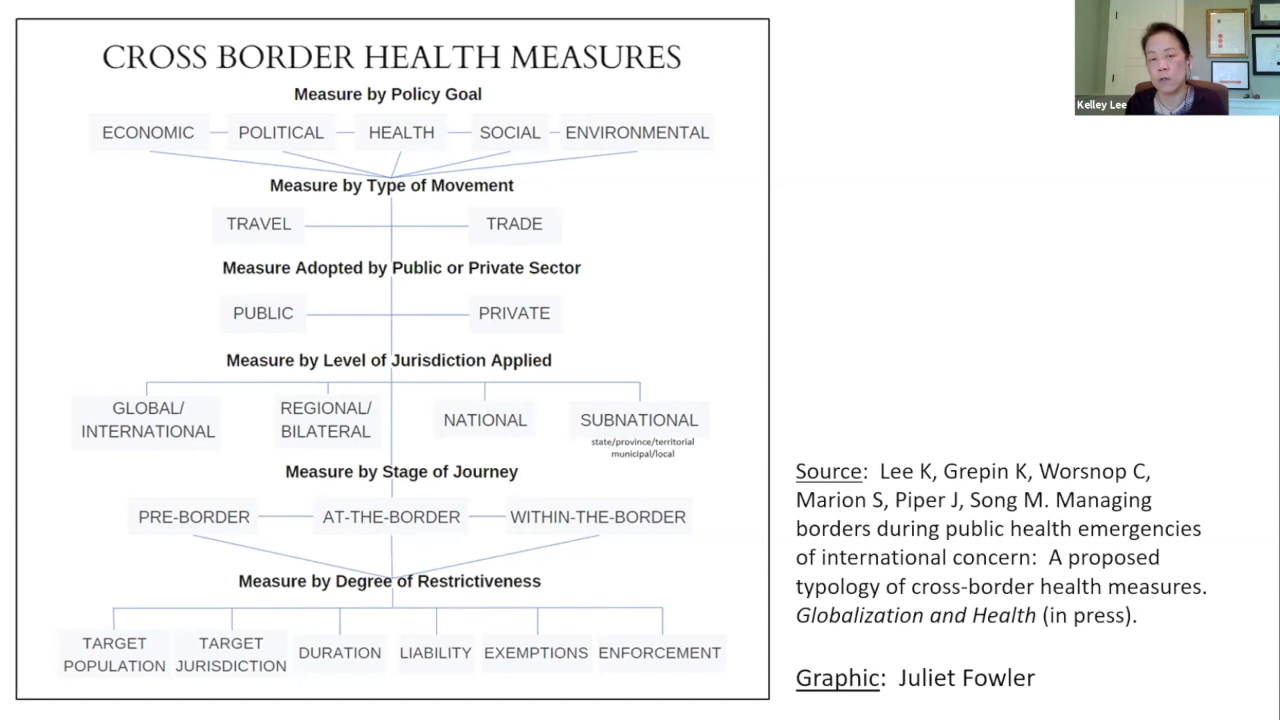 CROSS BORDER HEALTH MEASURES
Measure by Policy Goal
ECONOMIC POLITICAL HEALTH SOCIAL ENVIRONMENTAL
Measure by Type of Movement
TRAVEL TRADE
Measure Adopted by Public or Private Sector
PUBLIC PRIVATE
Measure by Level of Jurisdiction Applied
GLOBAL/
INTERNATIONAL
REGIONAL/
BILATERAL
NATIONAL
SUBNATIONAL
state/province/territorial
municipal/local
Measure by Stage of Journey
PRE-BORDER AT-THE-BORDER WITHIN-THE-BORDER
Measure by Degree of Restrictiveness
TARGET
POPULATION
TARGET
JURISDICTION
DURATION
LIABILITY
EXEMPTIONS
ENFORCEMENT
Kelley Lee
Source: Lee K, Grepin K, Worsnop C,
Marion S, Piper J, Song M. Managing
borders during public health emergencies
of international concern: A proposed
typology of cross-border health measures.
Globalization and Health (in press).
Graphic: Juliet Fowler